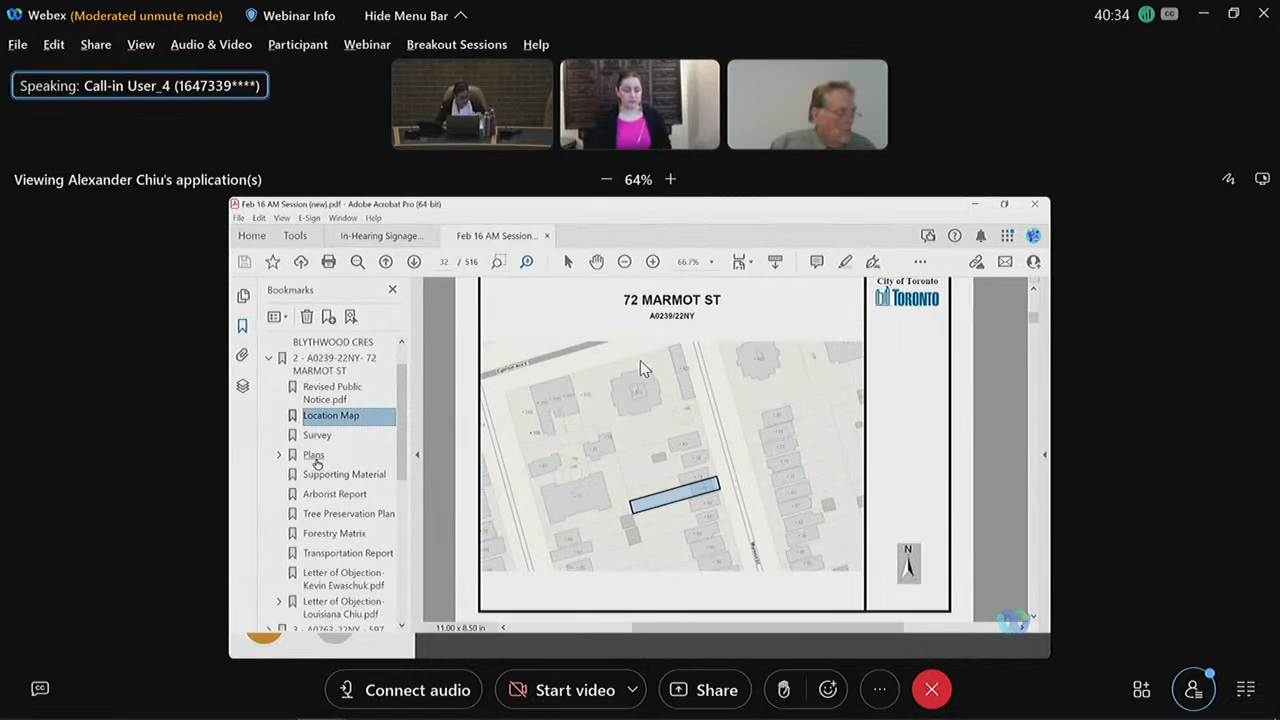 Webex (Moderated unmute mode) Webinar Info Hide Menu Bar 40:34 CC
File Edit Share View Audio & Video Participant Webinar Breakout Sessions Help
Speaking: Call-in User_4 (1647339****)
Viewing Alexander Chiu's application(s) 64%
Feb 16 AM Session (new).pdf - Adobe Acrobat Pro (64-bit)
File Edit View E-Sign Window Help
Home Tools In-Hearing Signage... Feb 16 AM Session...
32 / 516 66.7%
Bookmarks
BLYTHWOOD CRES
2 - A0239-22NY- 72
MARMOT ST
Revised Public
Notice.pdf
Location Map
Survey
Plans
Supporting Material
Arborist Report
Tree Preservation Plan
Forestry Matrix
Transportation Report
Letter of Objection-
Kevin Ewaschuk.pdf
Letter of Objection-
Louisiana Chiu.pdf
3 - A0763-22NY - 597
72 MARMOT ST
A0239/22NY
City of Toronto
TORONTO
N
11.00 x 8.50 in
CC Connect audio Start video Share